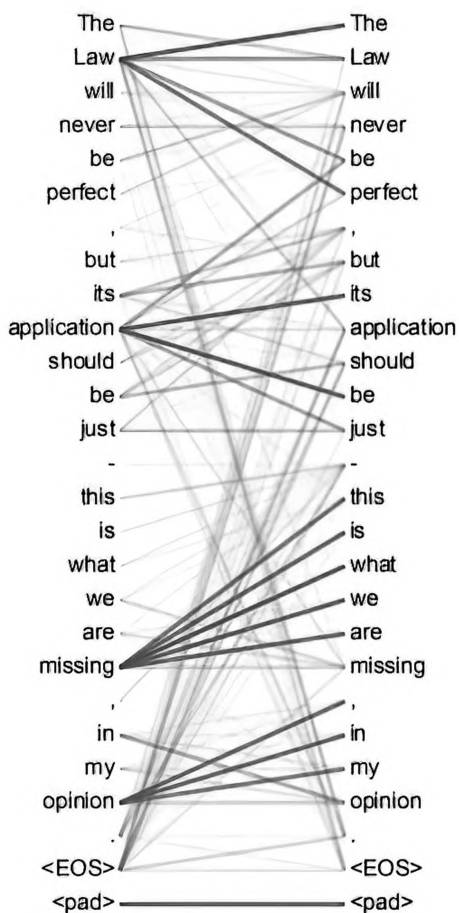 The The
Law Law
will will
never never
be be
perfect perfect
, ,
but but
its its
application application
should should
be be
just just
- -
this this
is is
what what
we we
are are
missing missing
, ,
in in
my my
opinion opinion
. .
<EOS> <EOS>
<pad> <pad>